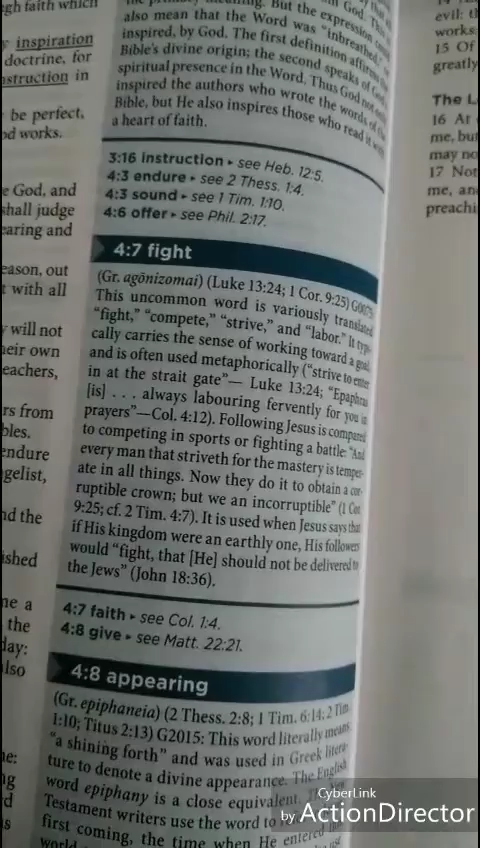 gh faith which
y inspiration
doctrine, for
nstruction in
be perfect,
od works.
e God, and
shall judge
earing and
eason, out
t with all
y will not
heir own
eachers,
rs from
bles.
endure
gelist,
nd the
ished
me a
the
day:
also
me:
ng
rd
as
meaning. But the expression
also mean that the Word was "inbreathed,"
inspired, by God. The first definition affirms the
Bible's divine origin; the second speaks of God's
spiritual presence in the Word. Thus God not only
inspired the authors who wrote the words of the
Bible, but He also inspires those who read it with
a heart of faith.
3:16 instruction ▸ see Heb. 12:5.
4:3 endure ▸ see 2 Thess. 1:4.
4:3 sound ▸ see 1 Tim. 1:10.
4:6 offer ▸ see Phil. 2:17.
4:7 fight
(Gr. agōnizomai) (Luke 13:24; 1 Cor. 9:25) G0075:
This uncommon word is variously translated
"fight," "compete," "strive," and "labor." It typi-
cally carries the sense of working toward a goal
and is often used metaphorically ("strive to enter
in at the strait gate"— Luke 13:24; "Epaphras
[is] . . . always labouring fervently for you in
prayers"—Col. 4:12). Following Jesus is compared
to competing in sports or fighting a battle: "And
every man that striveth for the mastery is temper-
ate in all things. Now they do it to obtain a cor-
ruptible crown; but we an incorruptible" (1 Cor.
9:25; cf. 2 Tim. 4:7). It is used when Jesus says that
if His kingdom were an earthly one, His followers
would "fight, that [He] should not be delivered to
the Jews" (John 18:36).
4:7 faith ▸ see Col. 1:4.
4:8 give ▸ see Matt. 22:21.
4:8 appearing
(Gr. epiphaneia) (2 Thess. 2:8; 1 Tim. 6:14; 2 Tim.
1:10; Titus 2:13) G2015: This word literally means
"a shining forth" and was used in Greek litera-
ture to denote a divine appearance. The English
word epiphany is a close equivalent.
Testament writers use the word to
first coming, the time when He entered
evil: t
works.
15 Of
greatly
The L
16 At
me, but
may no
17 Not
me, an
preachi
CyberLink
by ActionDirector